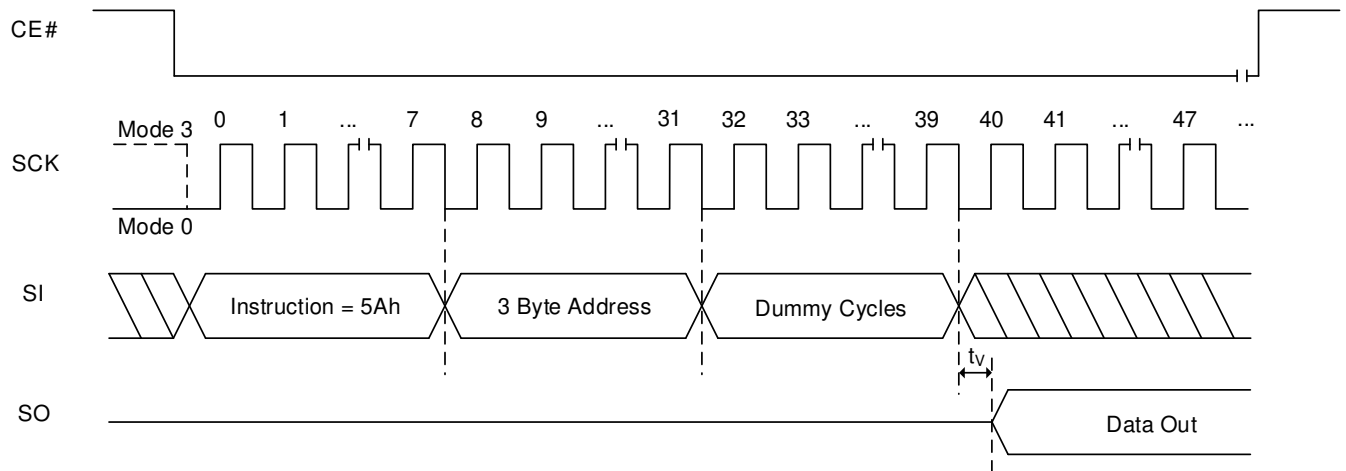 CE#
Mode 3 0 1 ... 7 8 9 ... 31 32 33 ... 39 40 41 ... 47 ...
SCK
Mode 0
SI Instruction = 5Ah 3 Byte Address Dummy Cycles
tV
SO Data Out